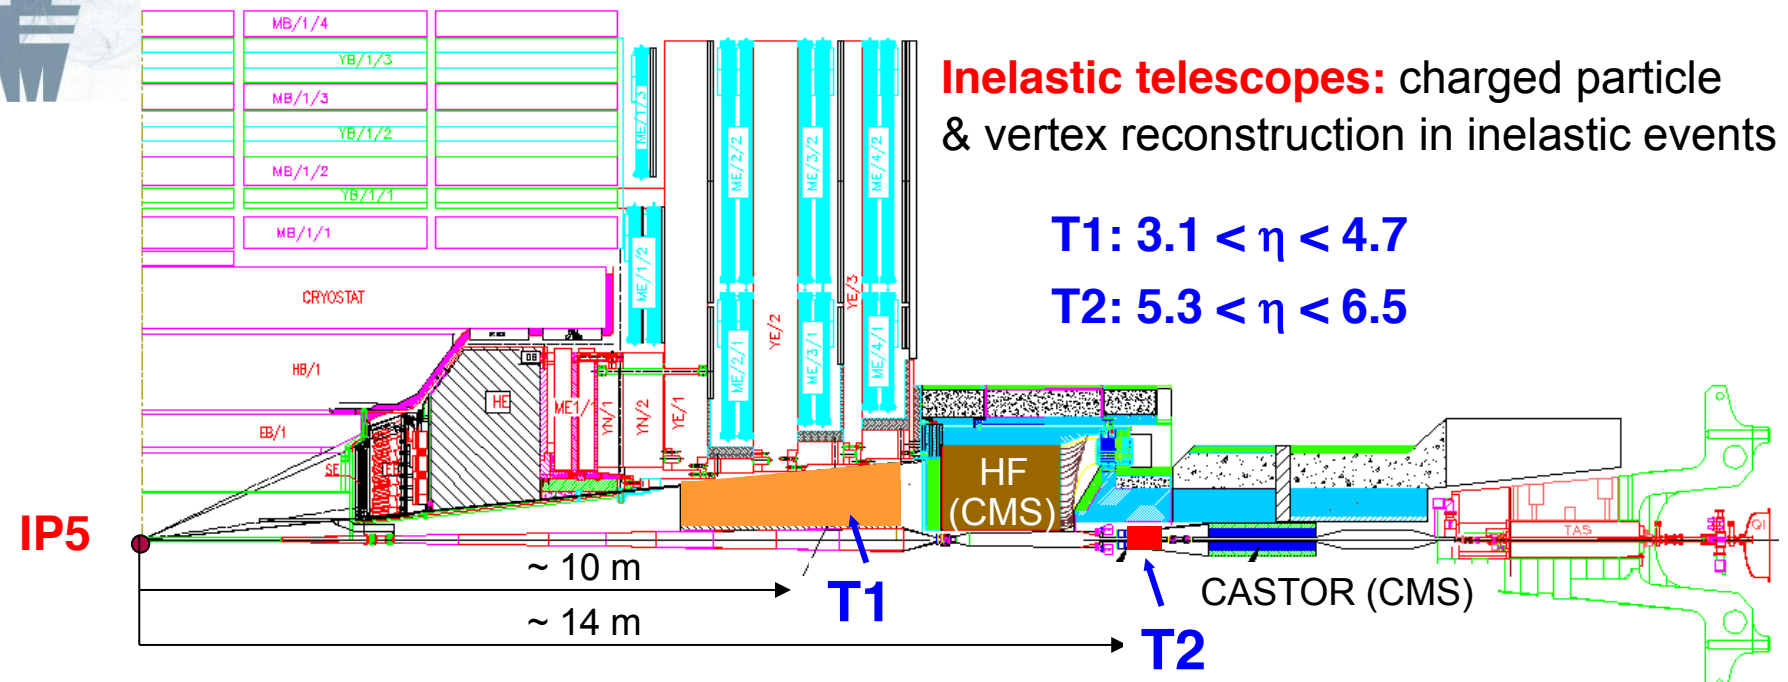 MB/1/4
YB/1/3
MB/1/3
YB/1/2
MB/1/2
YB/1/1
MB/1/1
CRYOSTAT
HB/1
EB/1
SE
HE
ME1/1
YN/1
YN/2
YE/1
ME/1/3
ME/1/2
ME/2/2
ME/2/1
YE/2
ME/3/2
ME/3/1
YE/3
ME/4/2
ME/4/1
Inelastic telescopes: charged particle
& vertex reconstruction in inelastic events
T1: 3.1 < η < 4.7
T2: 5.3 < η < 6.5
HF
(CMS)
IP5
TAS
Q1
~ 10 m
T1
CASTOR (CMS)
~ 14 m
T2